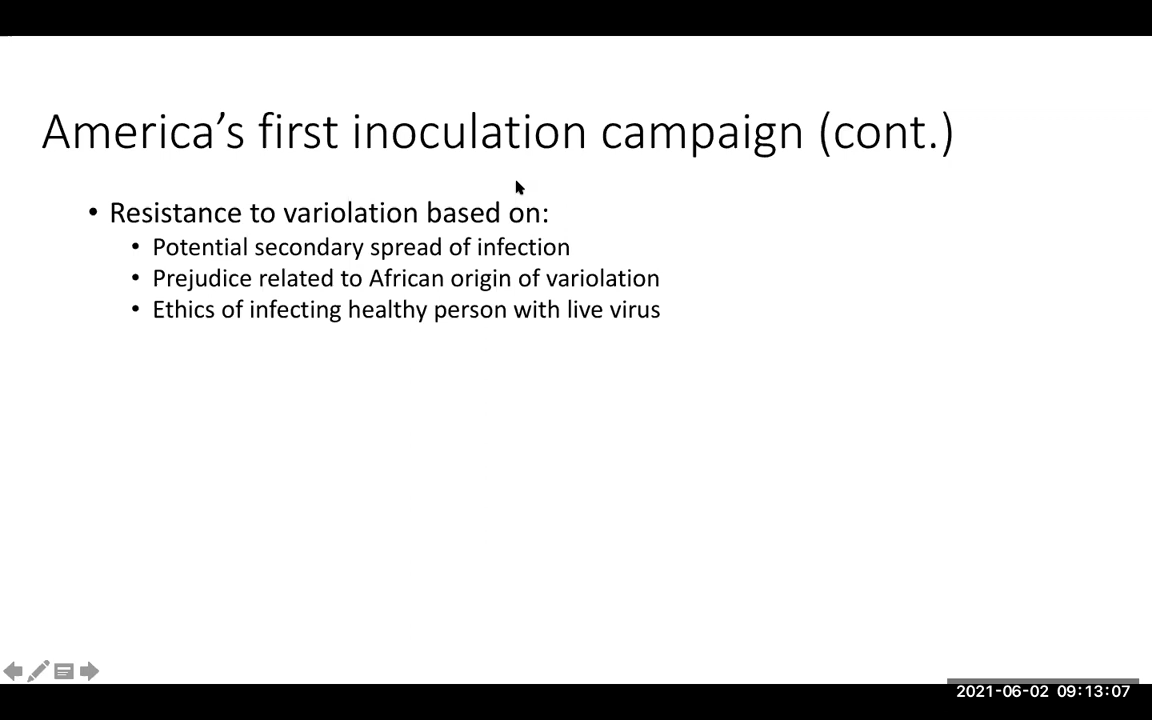 America’s first inoculation campaign (cont.)
• Resistance to variolation based on:
• Potential secondary spread of infection
• Prejudice related to African origin of variolation
• Ethics of infecting healthy person with live virus
2021-06-02 09:13:07